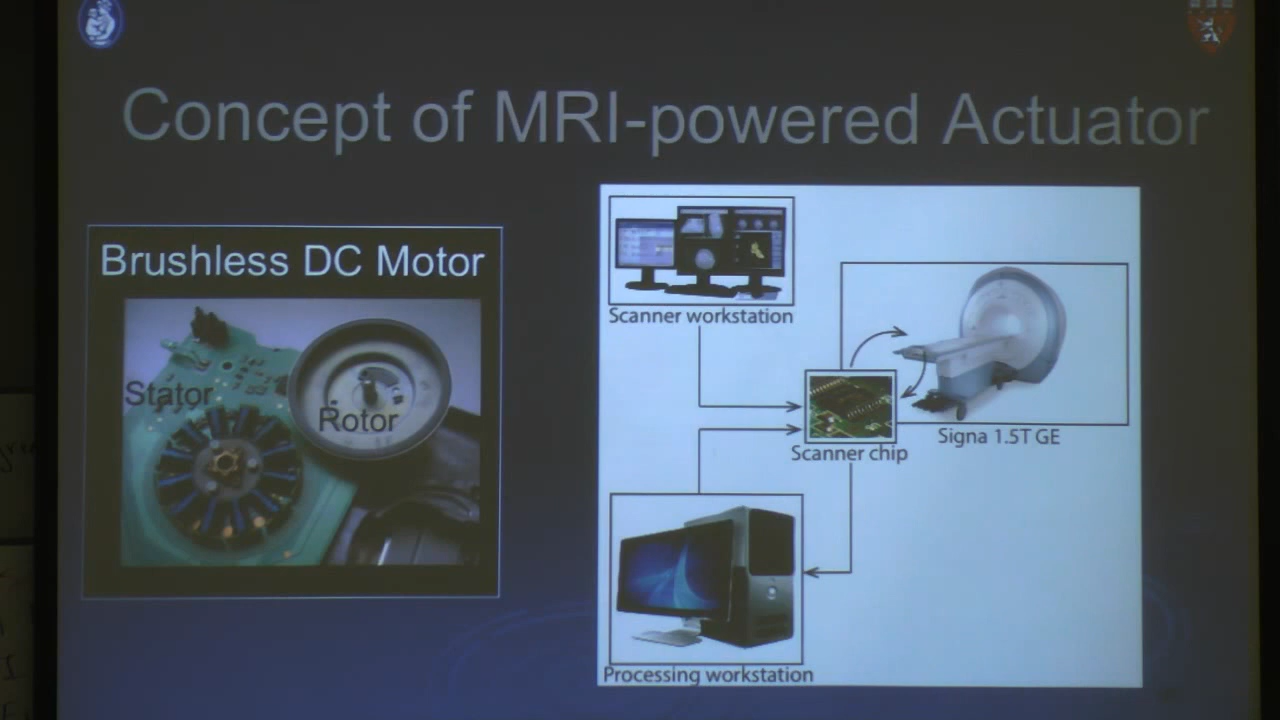 Concept of MRI-powered Actuator
Brushless DC Motor
Stator
Rotor
Scanner workstation
Scanner chip
Signa 1.5T GE
Processing workstation